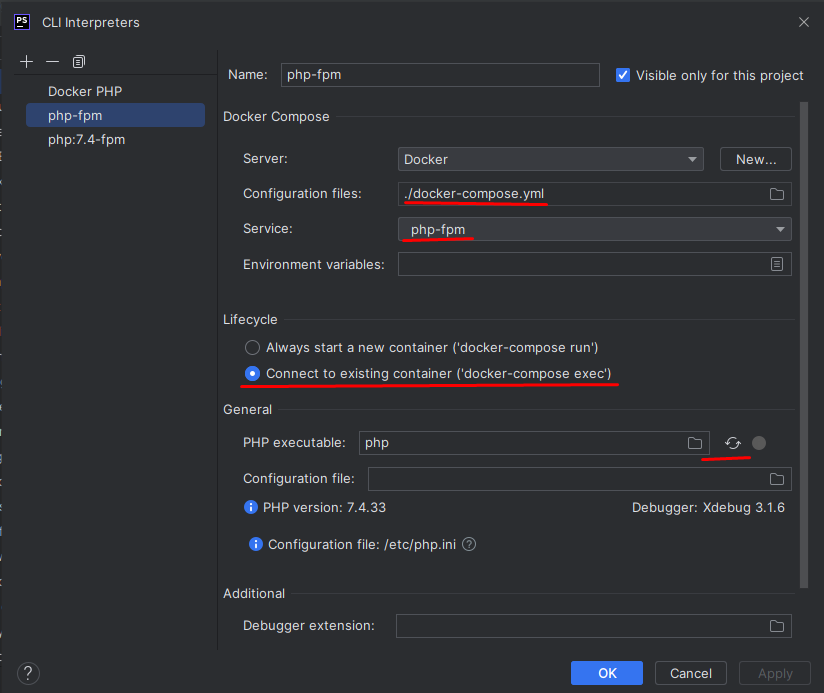 PS CLI Interpreters
Docker PHP
php-fpm
php:7.4-fpm
Name: php-fpm Visible only for this project
Docker Compose
Server: Docker New...
Configuration files: ./docker-compose.yml
Service: php-fpm
Environment variables:
Lifecycle
Always start a new container ('docker-compose run')
Connect to existing container ('docker-compose exec')
General
PHP executable: php
Configuration file:
PHP version: 7.4.33 Debugger: Xdebug 3.1.6
Configuration file: /etc/php.ini ?
Additional
Debugger extension:
? OK Cancel Apply